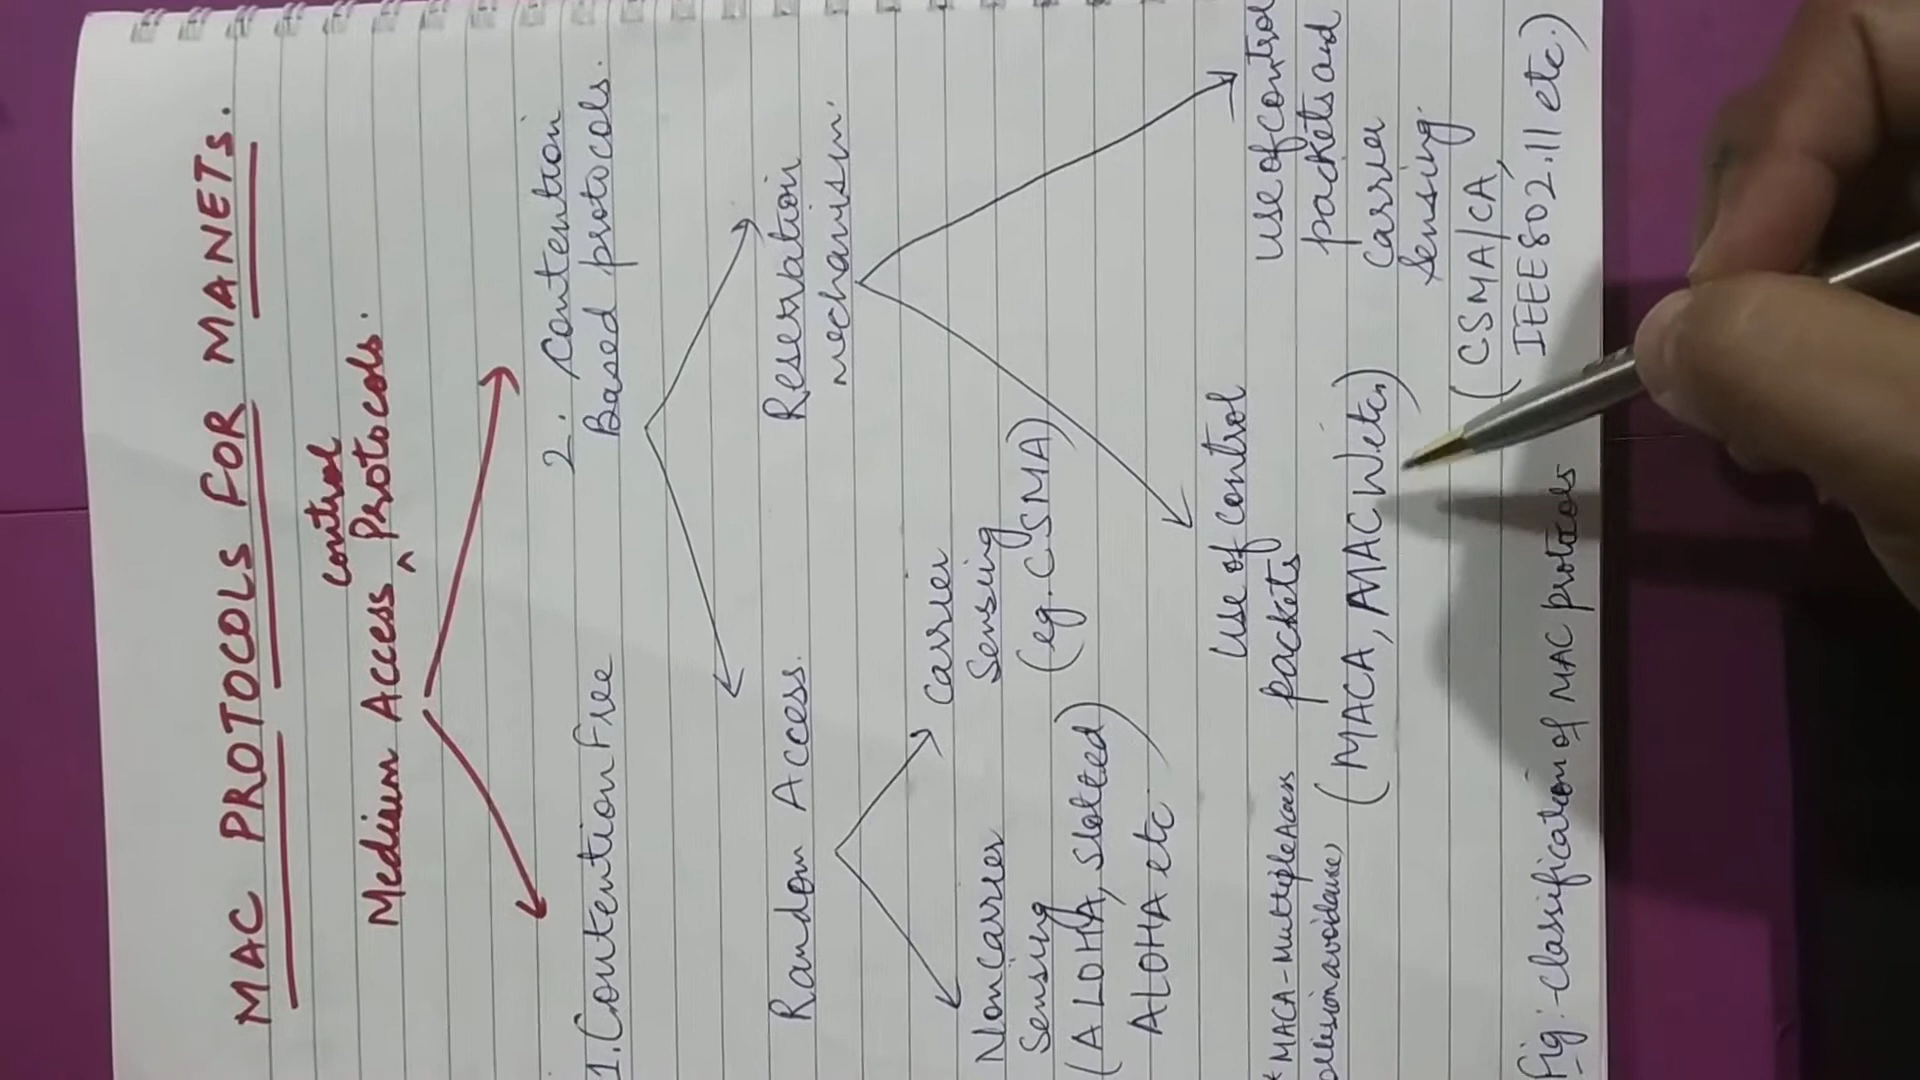 MAC PROTOCOLS FOR MANETs.
control
Medium Access ^ Protocols.
1. Contention Free
2. Contention
Based protocols.
Random Access.
Reservation
Mechanism.
Non Carrier
Sensing
(ALOHA, Slotted)
ALOHA etc.
Carrier
Sensing
(eg. CSMA)
Use of control
packets
(MACA, MACW etc,)
Use of control
packets and
Carrier
Sensing.
(CSMA/CA,
IEEE 802.11 etc.)
* MACA - Multiple Access
collision avoidance)
Fig:- Classification of MAC protocols